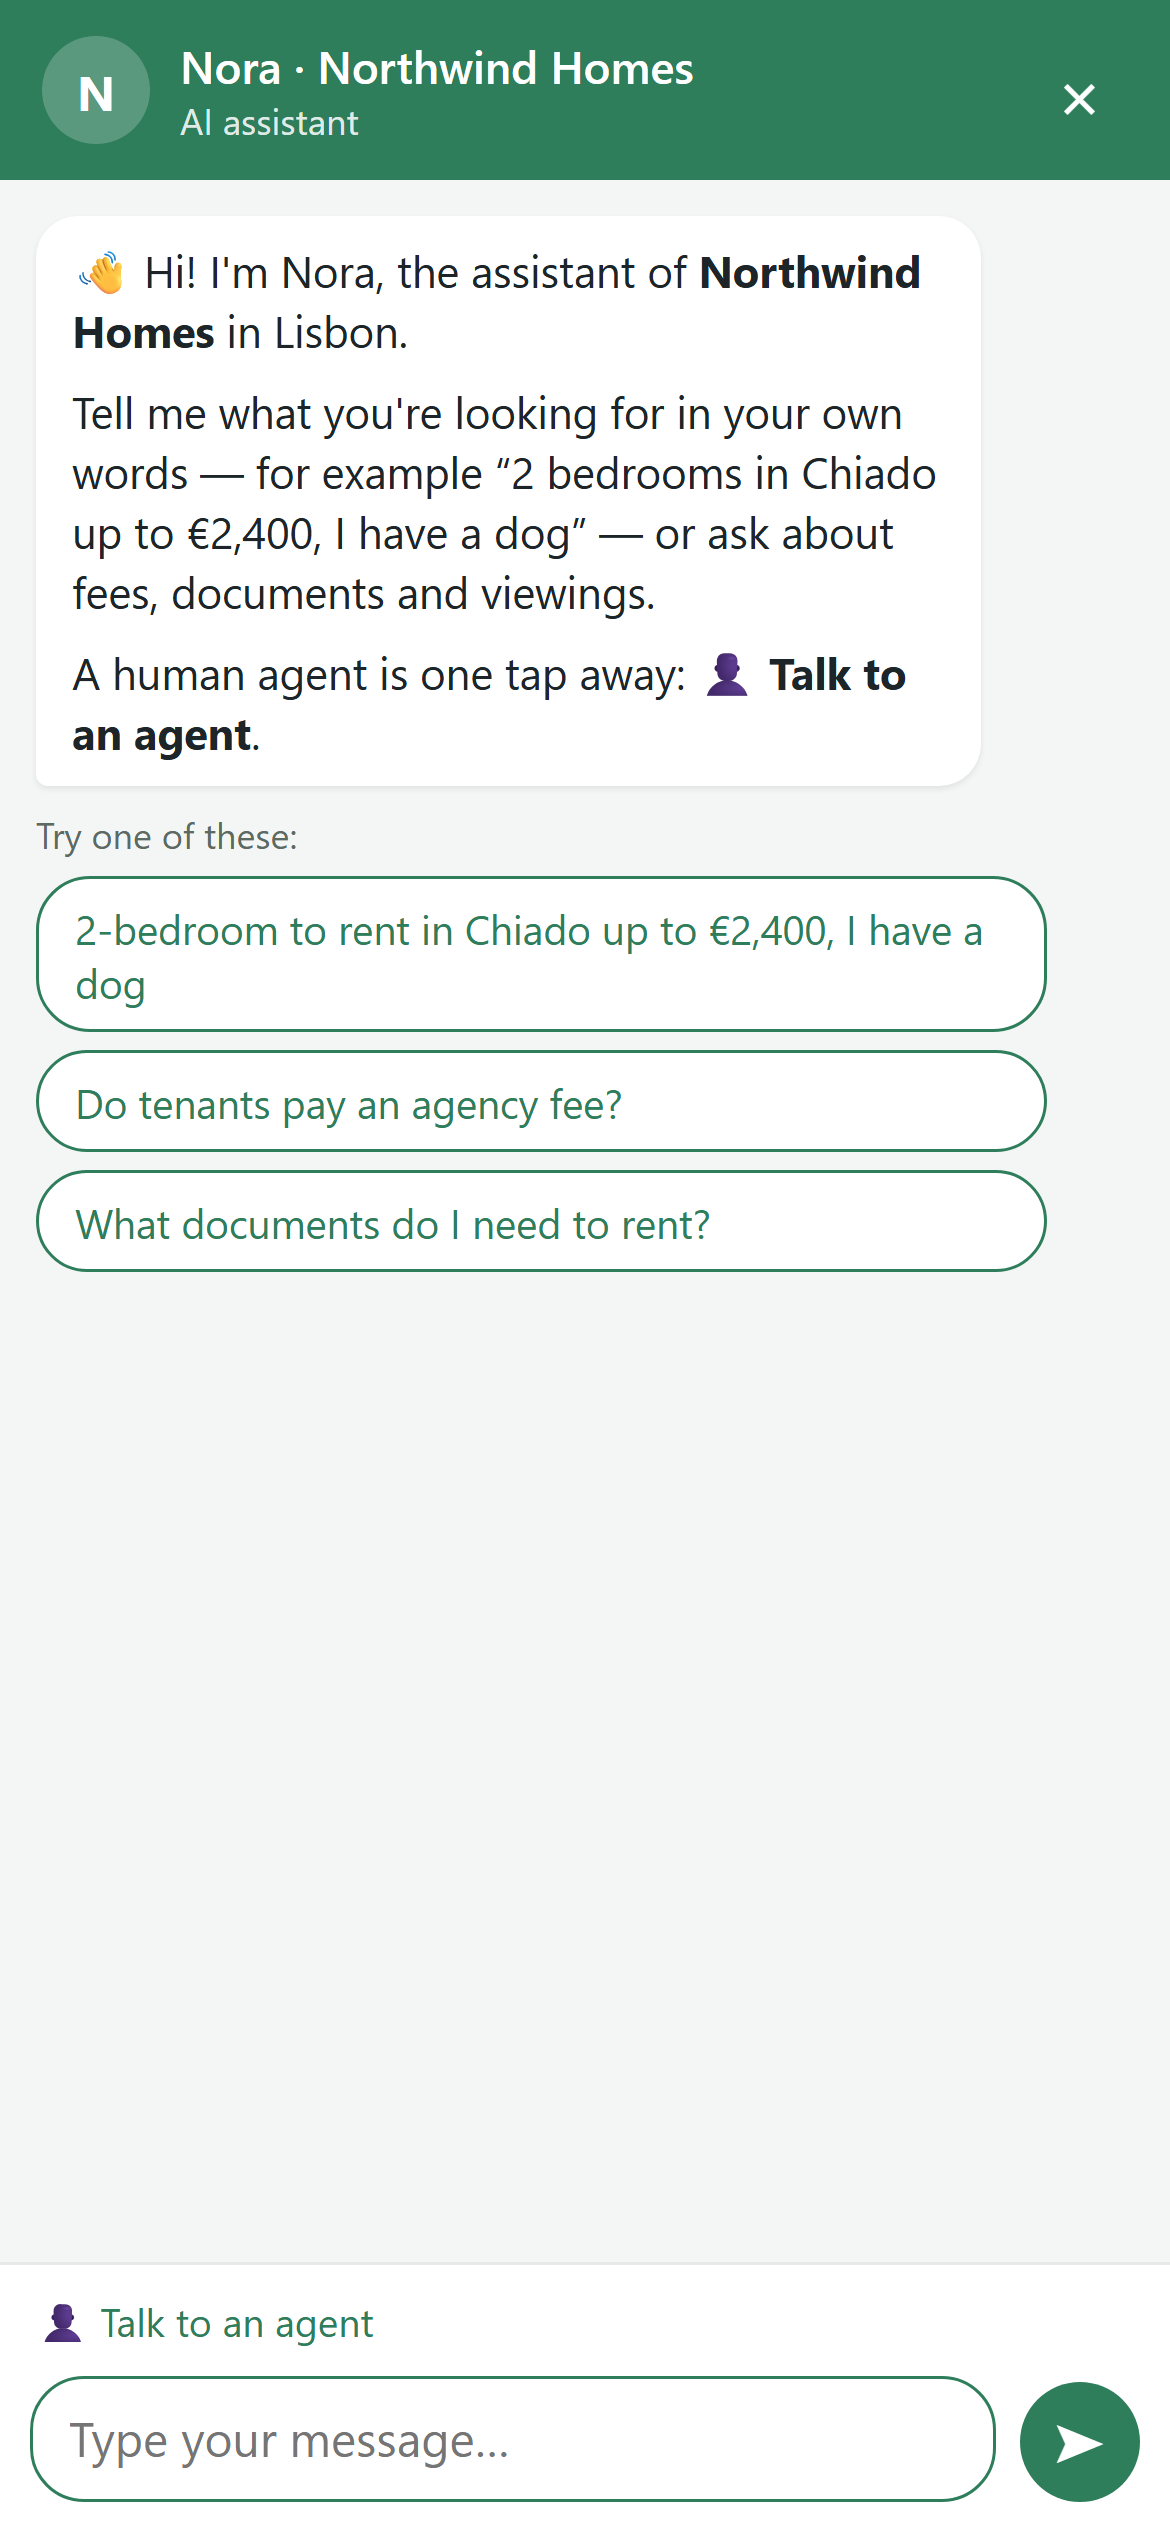 N
Nora · Northwind Homes
AI assistant
✕
👋 Hi! I'm Nora, the assistant of Northwind
Homes in Lisbon.
Tell me what you're looking for in your own
words — for example “2 bedrooms in Chiado
up to €2,400, I have a dog” — or ask about
fees, documents and viewings.
A human agent is one tap away: 👤 Talk to
an agent.
Try one of these:
2-bedroom to rent in Chiado up to €2,400, I have a
dog
Do tenants pay an agency fee?
What documents do I need to rent?
👤 Talk to an agent
Type your message...